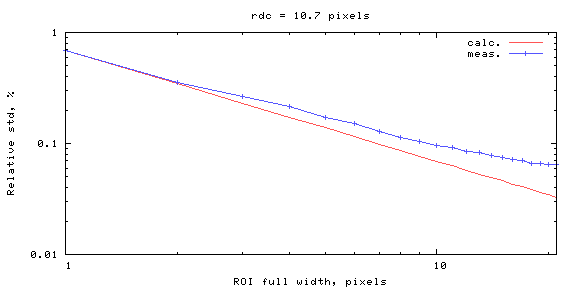 rdc = 10.7 pixels
1
calc.
meas.
Relative std, %
0.1
0.01
1
10
ROI full width, pixels